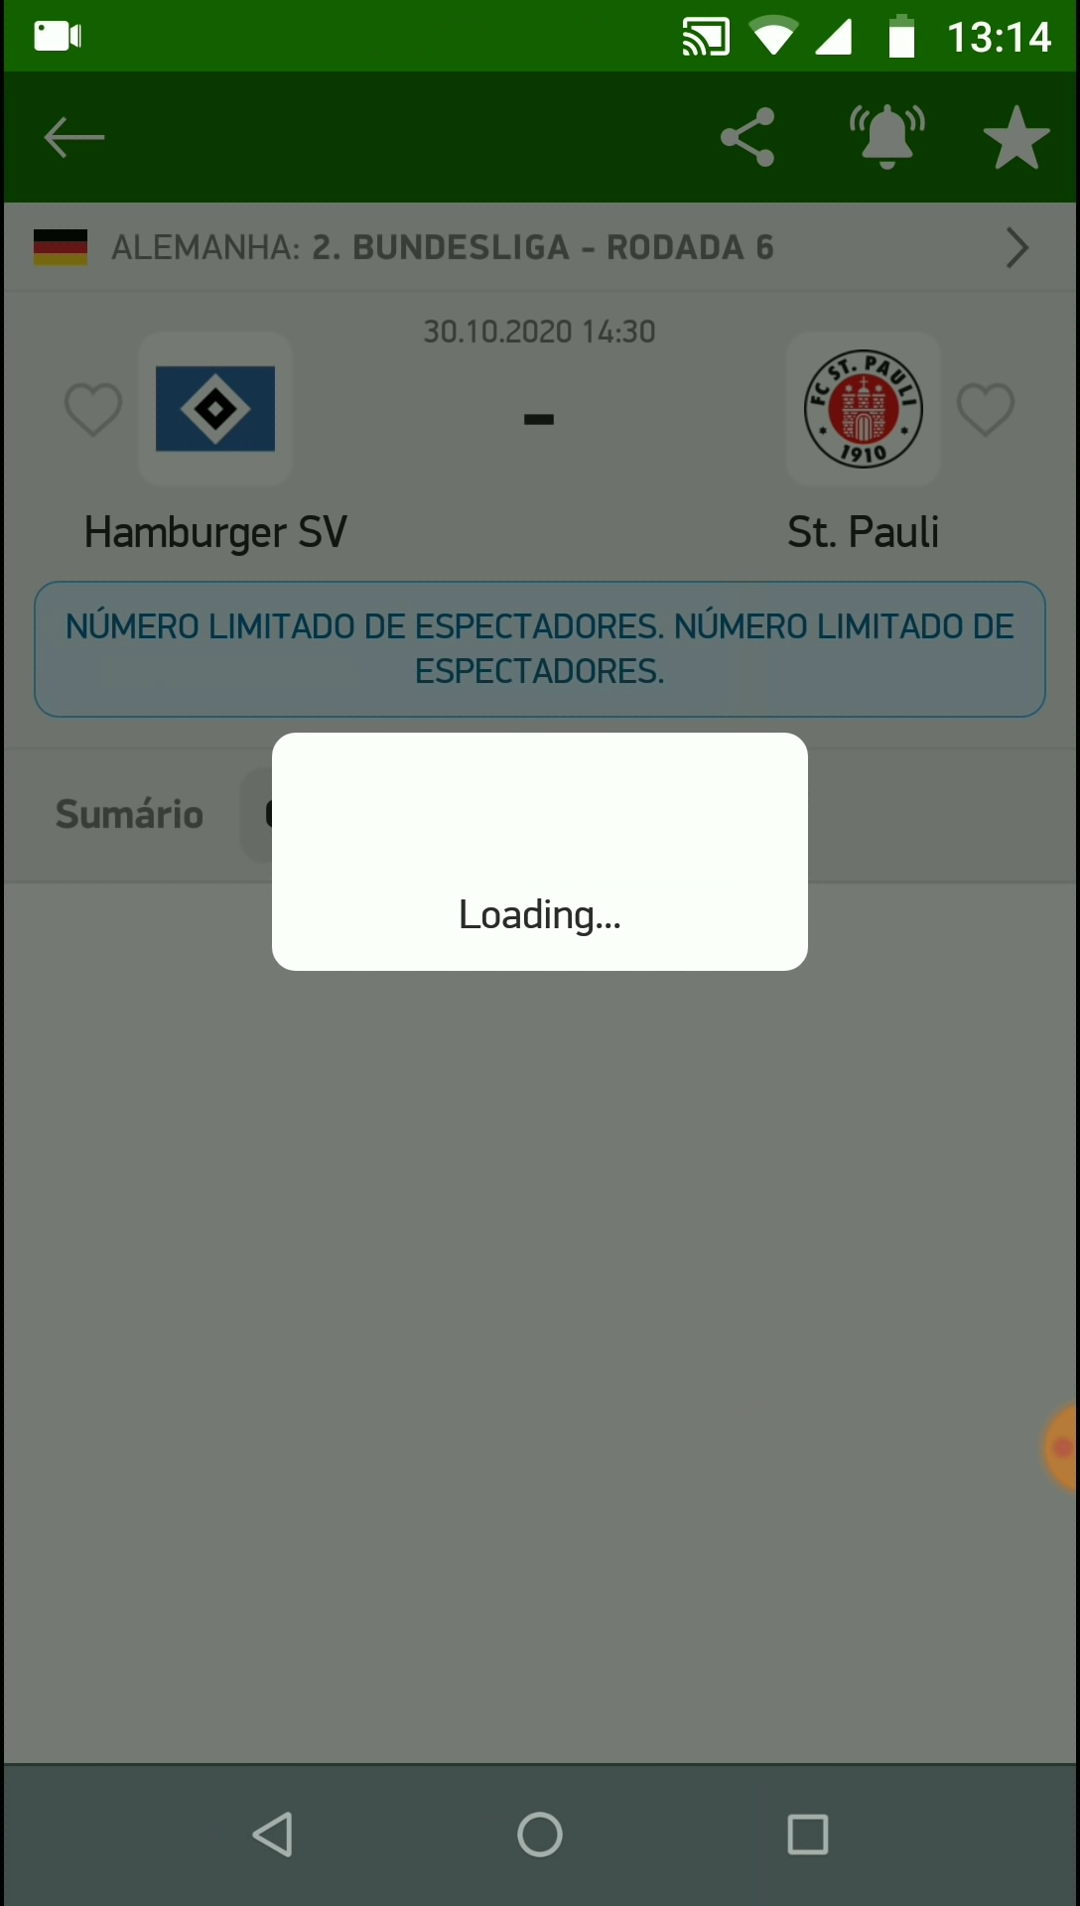 13:14
ALEMANHA: 2. BUNDESLIGA - RODADA 6
30.10.2020 14:30
-
FC ST. PAULI
1910
Hamburger SV
St. Pauli
NÚMERO LIMITADO DE ESPECTADORES. NÚMERO LIMITADO DE
ESPECTADORES.
Sumário
Loading...